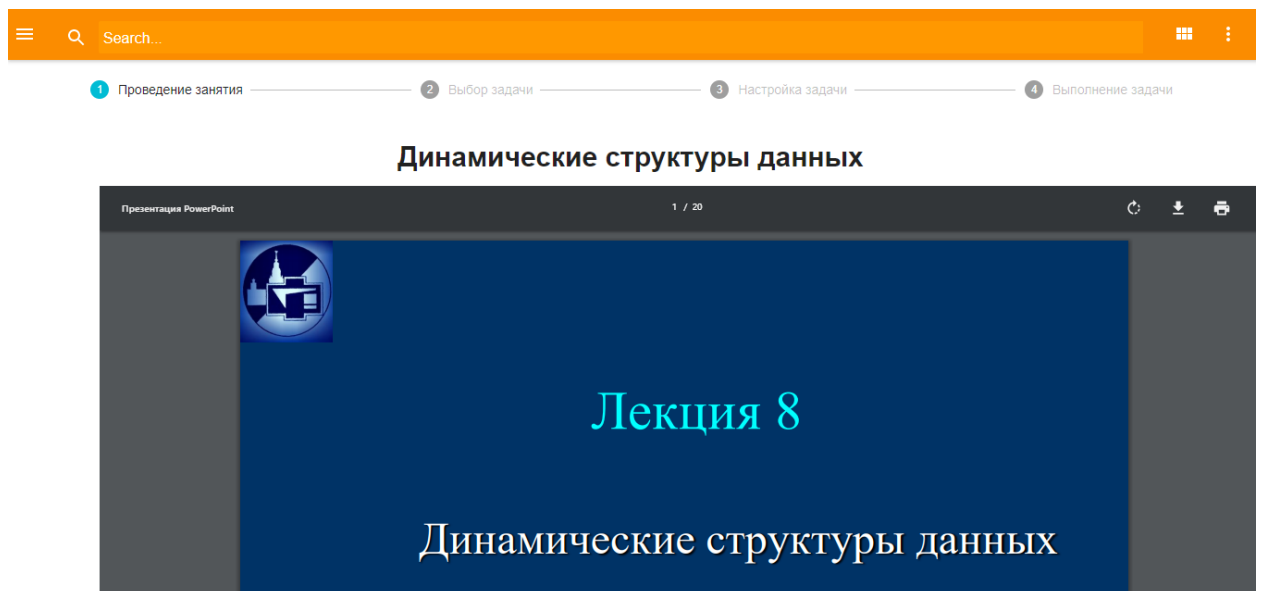 Search...
1 Проведение занятия 2 Выбор задачи 3 Настройка задачи 4 Выполнение задачи
Динамические структуры данных
Презентация PowerPoint 1 / 20
Лекция 8
Динамические структуры данных